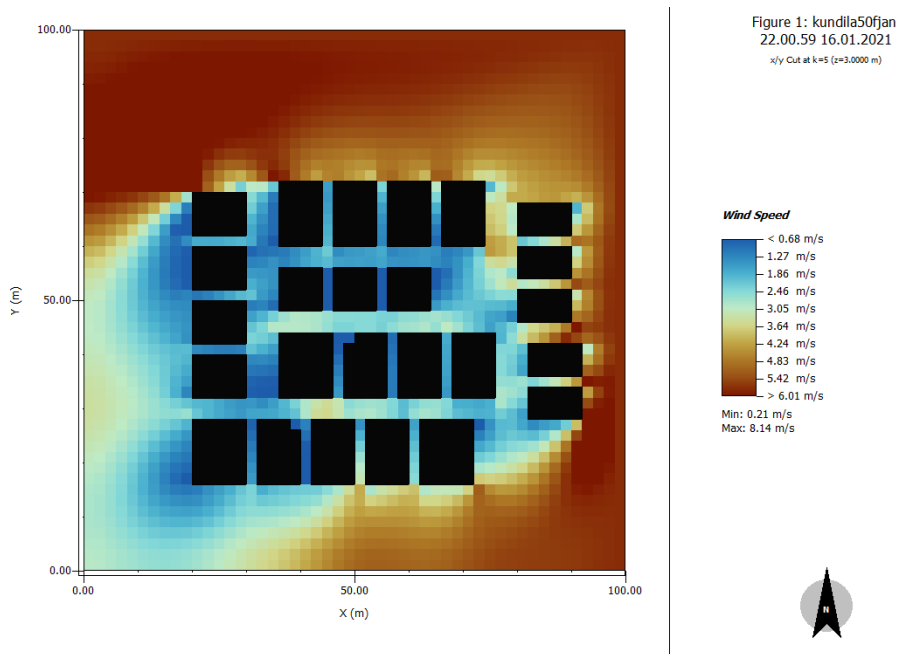 Figure 1: kundila50fjan
22.00.59 16.01.2021
x/y Cut at k=5 (z=3.0000 m)
100.00
50.00
0.00
Y (m)
0.00
50.00
100.00
X (m)
Wind Speed
< 0.68 m/s
1.27 m/s
1.86 m/s
2.46 m/s
3.05 m/s
3.64 m/s
4.24 m/s
4.83 m/s
5.42 m/s
> 6.01 m/s
Min: 0.21 m/s
Max: 8.14 m/s
N